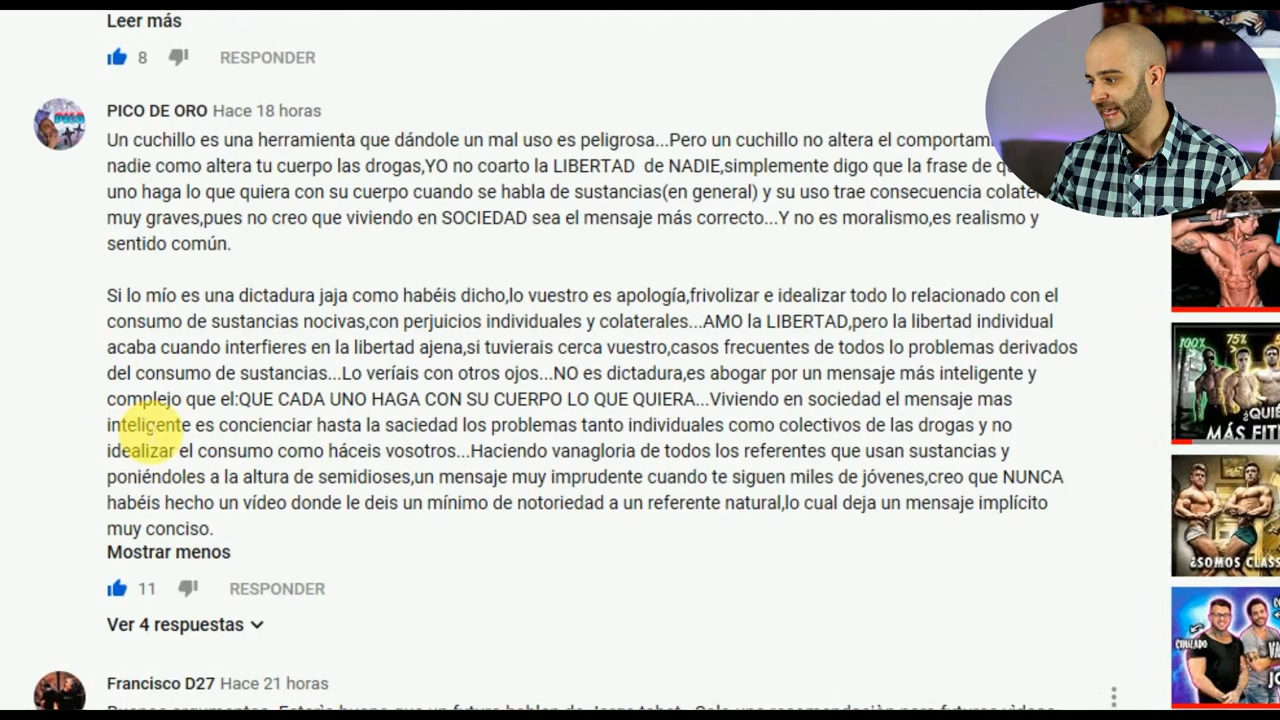 Leer más
8 RESPONDER
PICO DE ORO Hace 18 horas
Un cuchillo es una herramienta que dándole un mal uso es peligrosa...Pero un cuchillo no altera el
nadie como altera tu cuerpo las drogas,YO no coarto la LIBERTAD de NADIE,simplemente digo que la frase de
uno haga lo que quiera con su cuerpo cuando se habla de sustancias(en general) y su uso trae consecuencia
muy graves,pues no creo que viviendo en SOCIEDAD sea el mensaje más correcto...Y no es moralismo,es realismo y
sentido común.
Si lo mío es una dictadura jaja como habéis dicho,lo vuestro es apología,frivolizar e idealizar todo lo relacionado con el
consumo de sustancias nocivas,con perjuicios individuales y colaterales...AMO la LIBERTAD,pero la libertad individual
acaba cuando interfieres en la libertad ajena,si tuvieras cerca vuestro,casos frecuentes de todos lo problemas derivados
del consumo de sustancias...Lo veríais con otros ojos...NO es dictadura,es abogar por un mensaje más inteligente y
complejo que el:QUE CADA UNO HAGA CON SU CUERPO LO QUE QUIERA...Viviendo en sociedad el mensaje mas
inteligente es concienciar hasta la saciedad los problemas tanto individuales como colectivos de las drogas y no
idealizar el consumo como háceis vosotros...Haciendo vanagloria de todos los referentes que usan sustancias y
poniéndoles a la altura de semidioses,un mensaje muy imprudente cuando te siguen miles de jóvenes,creo que NUNCA
habéis hecho un vídeo donde le deis un mínimo de notoriedad a un referente natural,lo cual deja un mensaje implícito
muy conciso.
Mostrar menos
11 RESPONDER
Ver 4 respuestas
Francisco D27 Hace 21 horas
PICO
100% 75%
MÁS
¿SOMOS
CICLADO